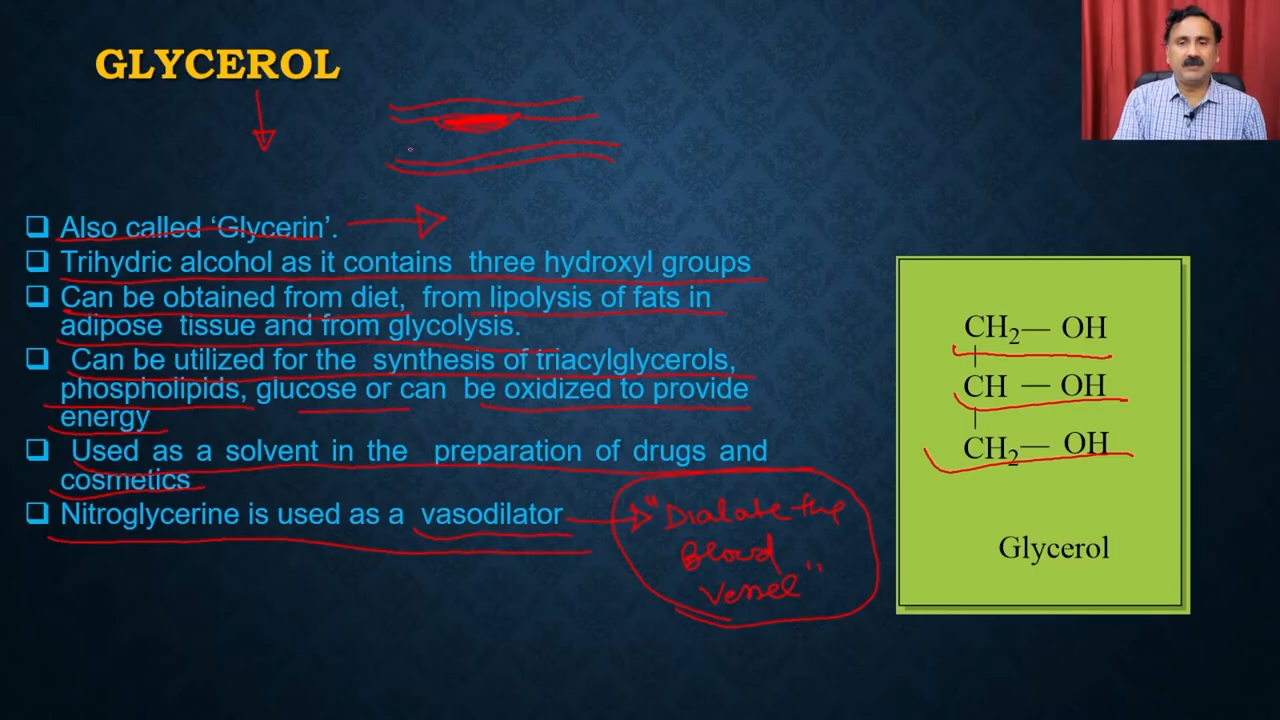 GLYCEROL
Also called ‘Glycerin’.
Trihydric alcohol as it contains three hydroxyl groups
Can be obtained from diet, from lipolysis of fats in
adipose tissue and from glycolysis.
Can be utilized for the synthesis of triacylglycerols,
phospholipids, glucose or can be oxidized to provide
energy
Used as a solvent in the preparation of drugs and
cosmetics
Nitroglycerine is used as a vasodilator
"Dialate the
Blood
Vessel"
CH₂— OH
CH — OH
CH₂— OH
Glycerol